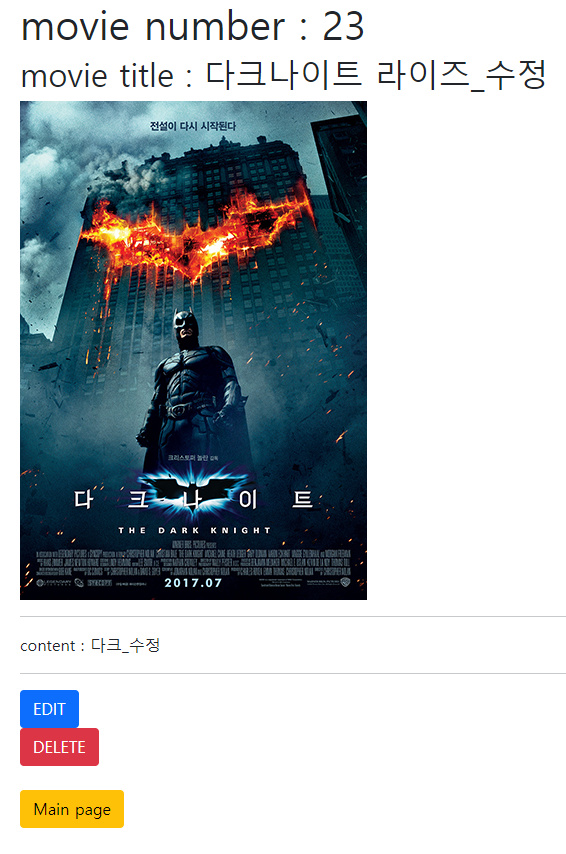 movie number : 23
movie title : 다크나이트 라이즈_수정
전설이 다시 시작된다
크리스토퍼 놀란 감독
다크나이트
THE DARK KNIGHT
2017.07
content : 다크_수정
EDIT
DELETE
Main page